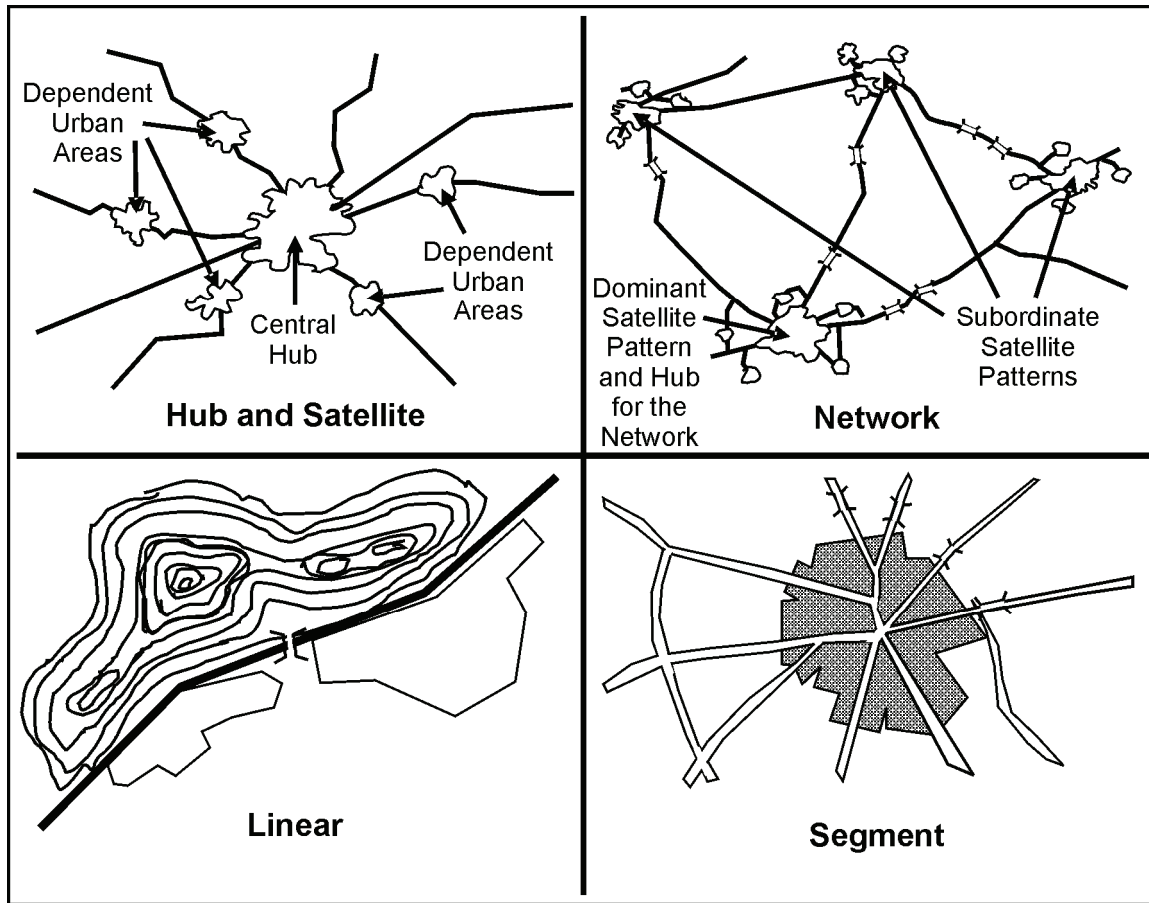 Dependent
Urban
Areas
Dependent
Urban
Areas
Central
Hub
Hub and Satellite
Dominant
Satellite
Pattern
and Hub
for the
Network
Subordinate
Satellite
Patterns
Network
Linear
Segment